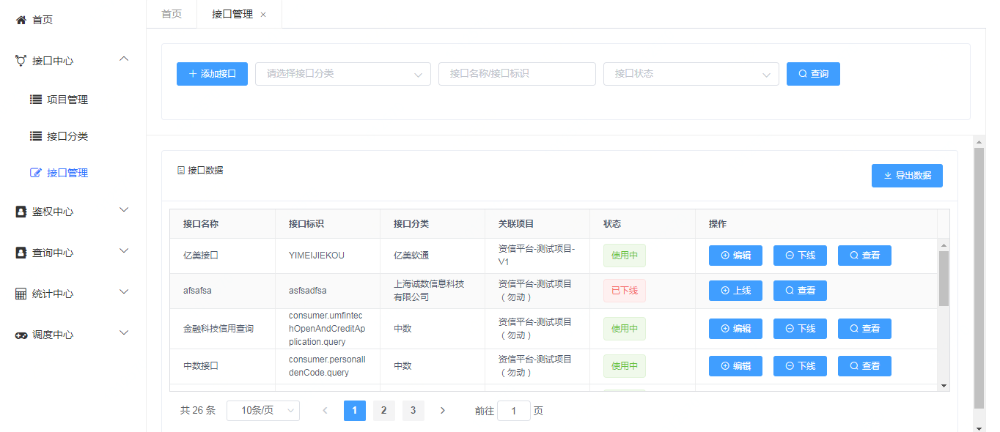 首页
接口中心
项目管理
接口分类
接口管理
鉴权中心
查询中心
统计中心
调度中心
首页
接口管理
添加接口
请选择接口分类
接口名称/接口标识
接口状态
查询
接口数据
导出数据
接口名称 接口标识 接口分类 关联项目 状态 操作
亿美接口
YIMEIJIEKOU
亿美软通
资信平台-测试项目-
V1
使用中
编辑 下线 查看
afsafsa
asfsadfsa
上海诚数信息科技
有限公司
资信平台-测试项目
（勿动）
已下线
上线 查看
金融科技信用查询
consumer.umfintec
hOpenAndCreditAp
plication.query
中数
资信平台-测试项目
（勿动）
使用中
编辑 下线 查看
中数接口
consumer.personalI
denCode.query
中数
资信平台-测试项目
（勿动）
使用中
编辑 下线 查看
共 26 条 10条/页 1 2 3 前往 1 页